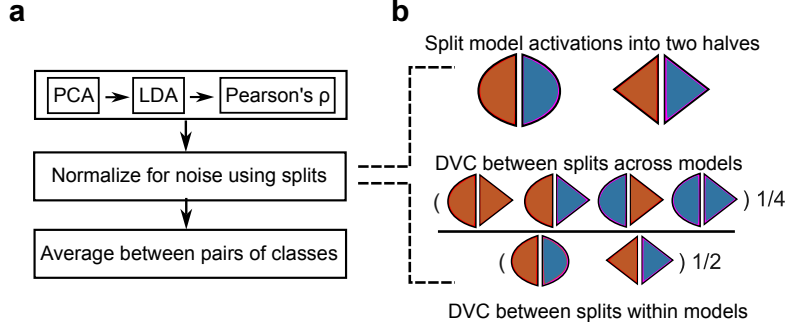 a
PCA LDA Pearson's ρ
Normalize for noise using splits
Average between pairs of classes
b
Split model activations into two halves
DVC between splits across models
( ) 1/4
( ) 1/2
DVC between splits within models